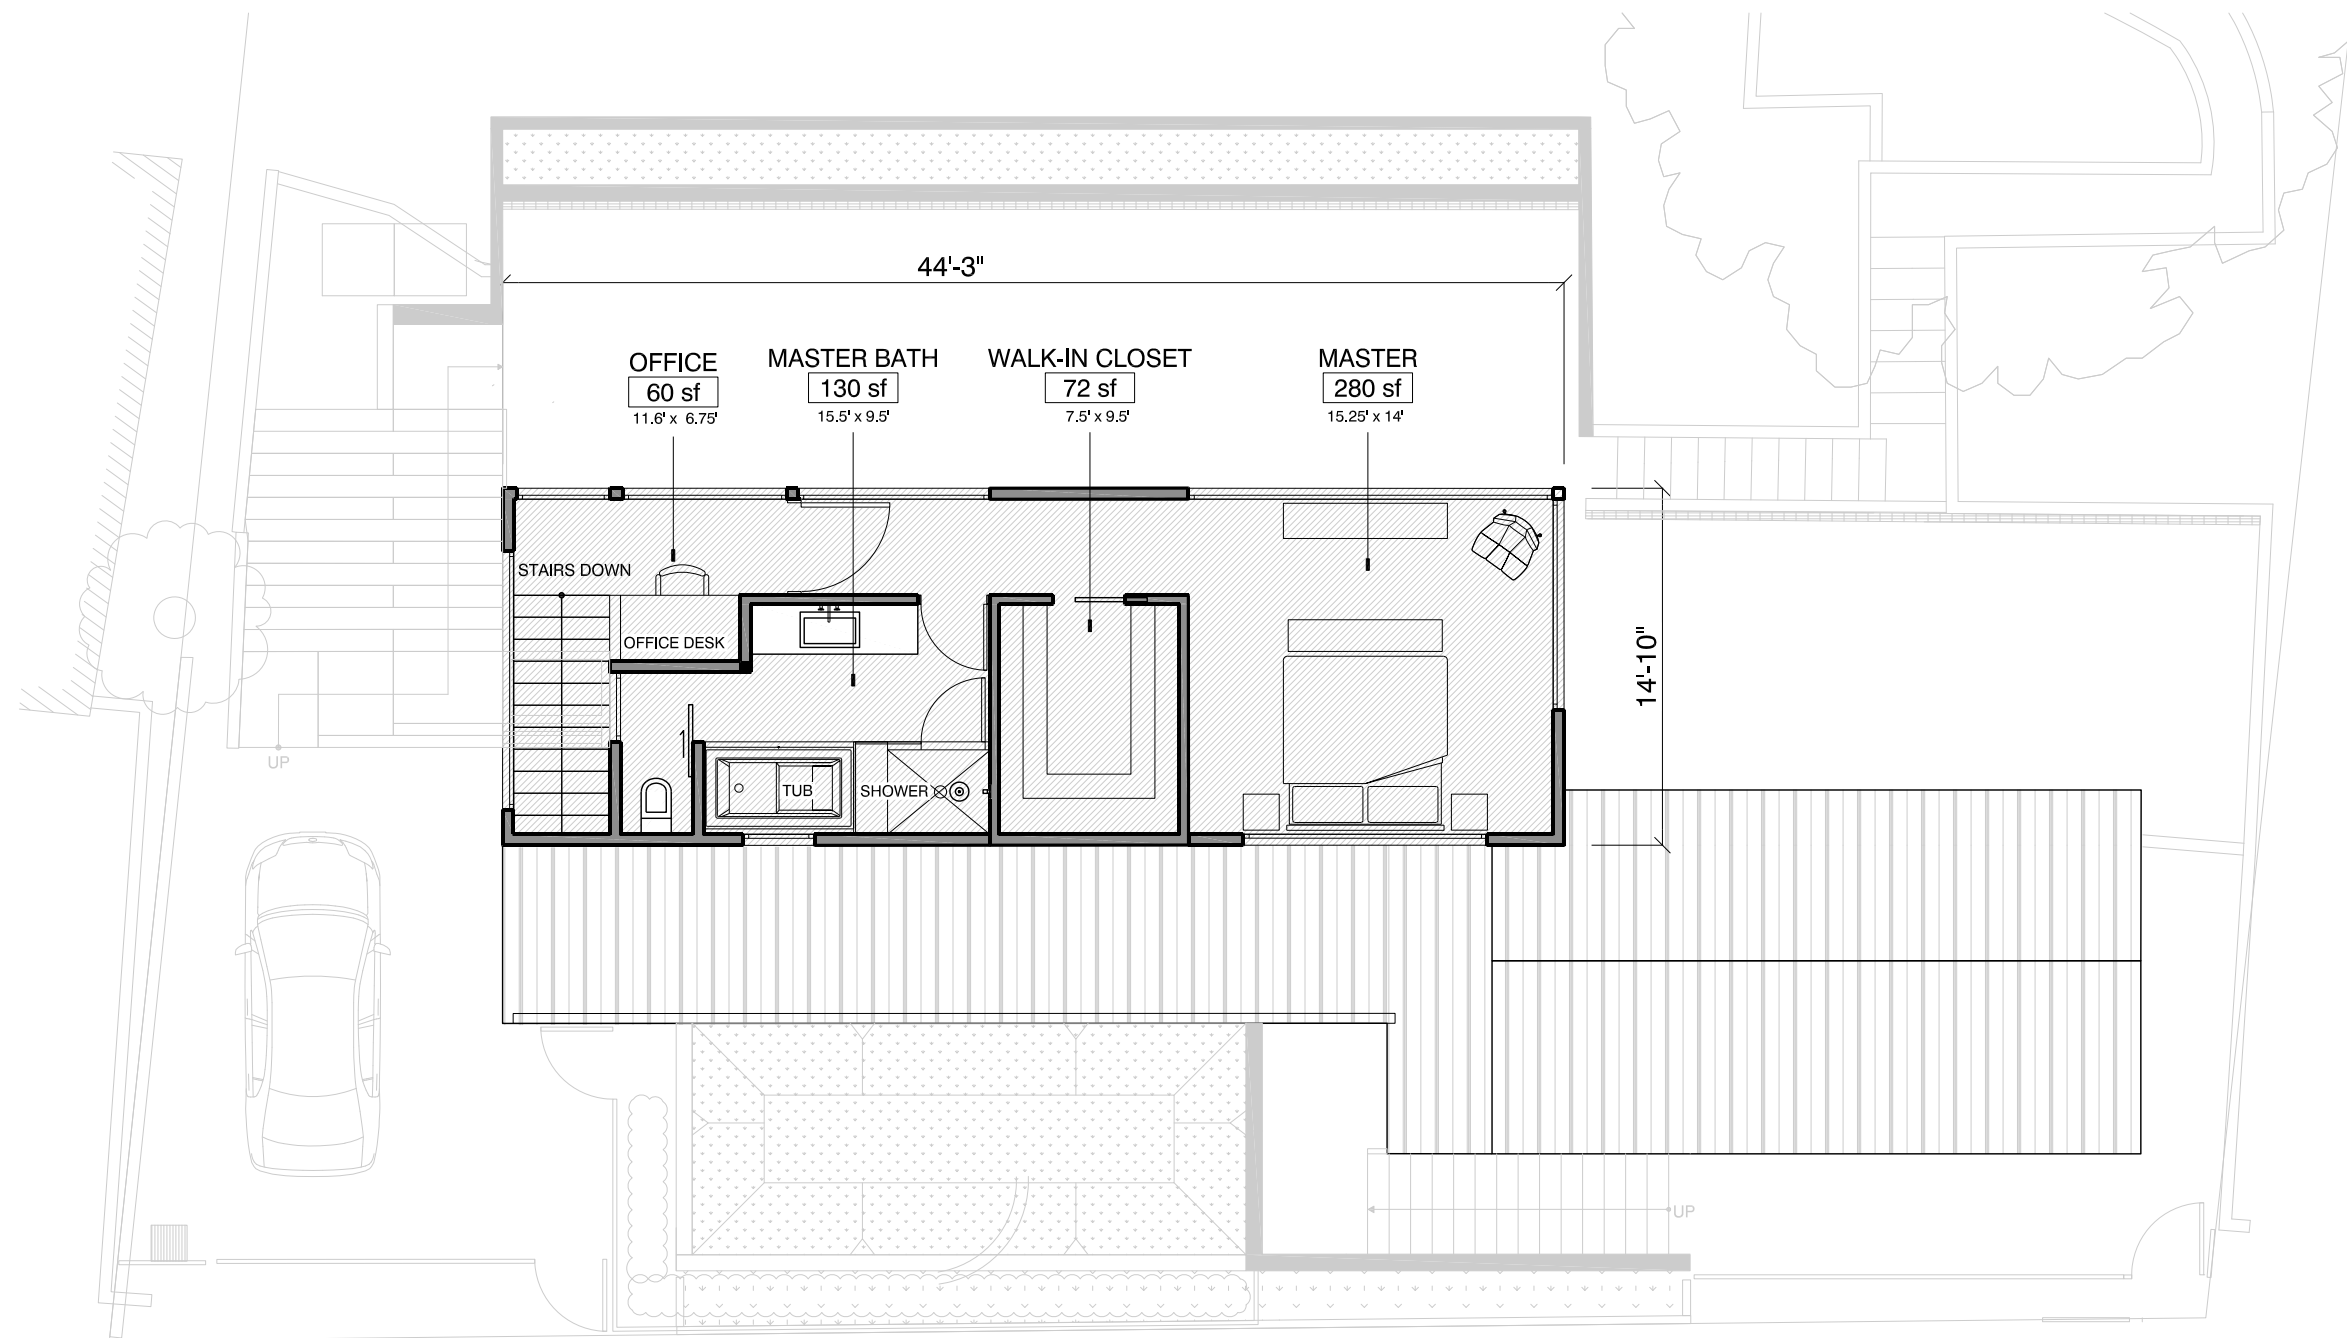 44'-3"
OFFICE
60 sf
11.6' x 6.75'
MASTER BATH
130 sf
15.5' x 9.5'
WALK-IN CLOSET
72 sf
7.5' x 9.5'
MASTER
280 sf
15.25' x 14'
STAIRS DOWN
OFFICE DESK
14'-10"
UP
TUB
SHOWER
UP